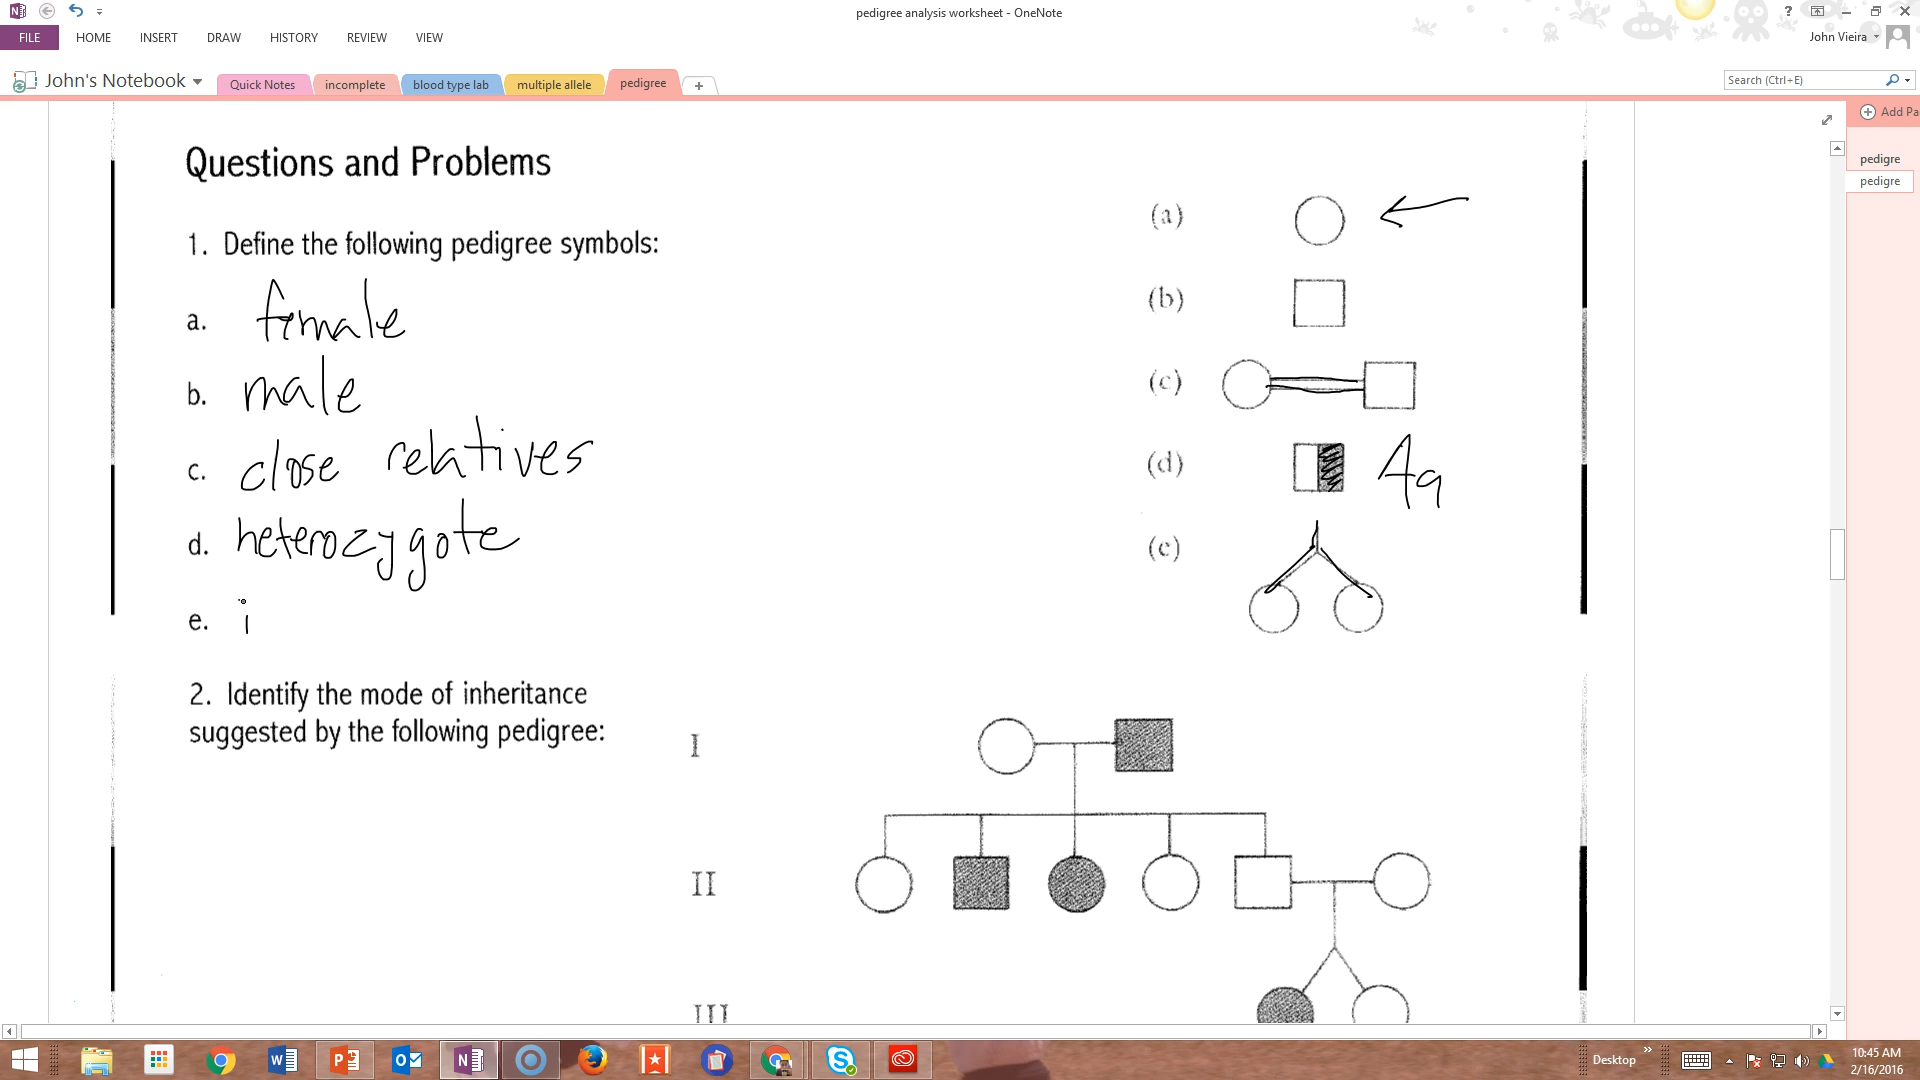 pedigree analysis worksheet - OneNote
?
FILE HOME INSERT DRAW HISTORY REVIEW VIEW
John Vieira
John's Notebook
Quick Notes incomplete blood type lab multiple allele pedigree
Search (Ctrl+E)
Add Pa
pedigre
pedigre
Questions and Problems
1. Define the following pedigree symbols:
a. female
b. male
c. close relatives
d. heterozygote
e. i
(a)
(b)
(c)
(d) Aa
(e)
2. Identify the mode of inheritance
suggested by the following pedigree:
I
II
III
Desktop
10:45 AM
2/16/2016